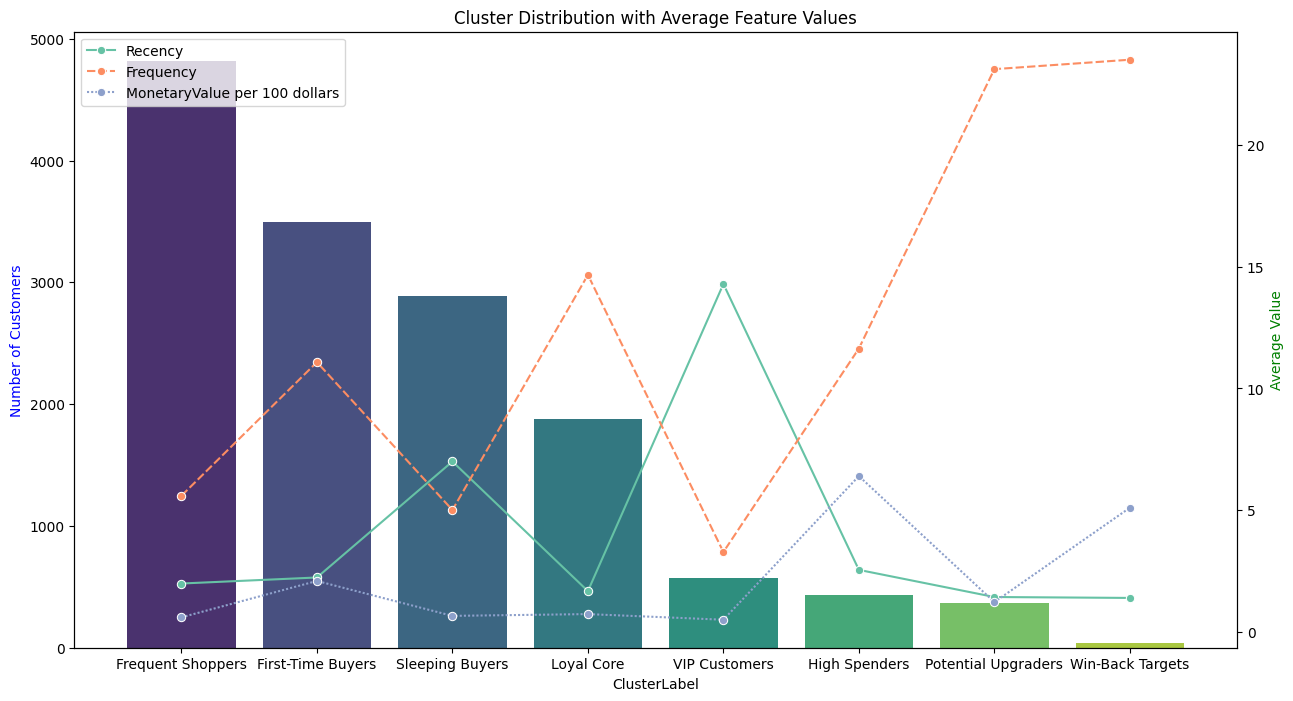 Cluster Distribution with Average Feature Values
5000
4000
3000
2000
1000
0
Number of Customers
Recency
Frequency
MonetaryValue per 100 dollars
20
15
10
5
0
Average Value
Frequent Shoppers
First-Time Buyers
Sleeping Buyers
Loyal Core
VIP Customers
High Spenders
Potential Upgraders
Win-Back Targets
ClusterLabel